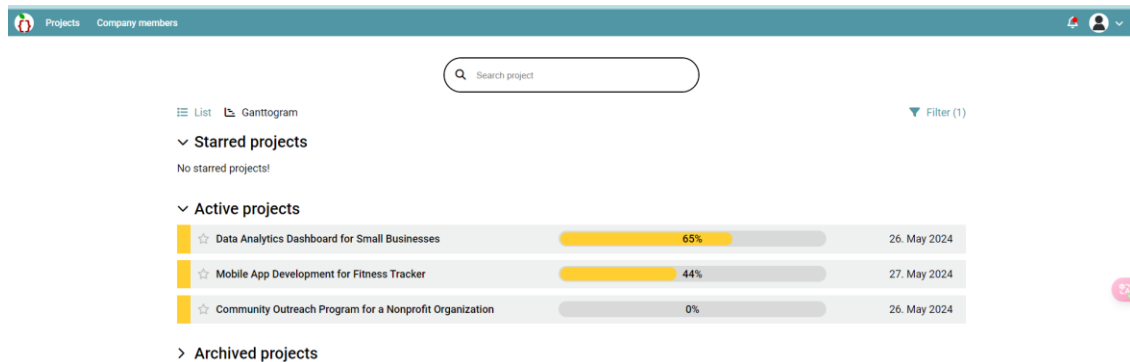 Projects Company members
Search project
List Ganttogram Filter (1)
Starred projects
No starred projects!
Active projects
Data Analytics Dashboard for Small Businesses 65% 26. May 2024
Mobile App Development for Fitness Tracker 44% 27. May 2024
Community Outreach Program for a Nonprofit Organization 0% 26. May 2024
Archived projects